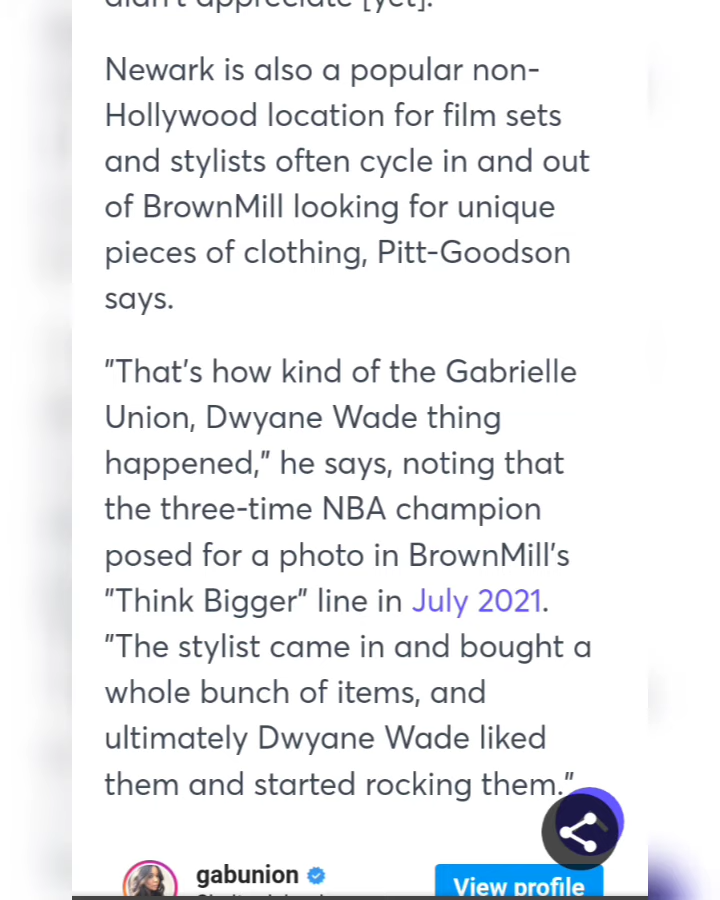 didn't appreciate [yet].
Newark is also a popular non-
Hollywood location for film sets
and stylists often cycle in and out
of BrownMill looking for unique
pieces of clothing, Pitt-Goodson
says.
"That's how kind of the Gabrielle
Union, Dwyane Wade thing
happened," he says, noting that
the three-time NBA champion
posed for a photo in BrownMill's
"Think Bigger" line in July 2021.
"The stylist came in and bought a
whole bunch of items, and
ultimately Dwyane Wade liked
them and started rocking them."
gabunion
View profile